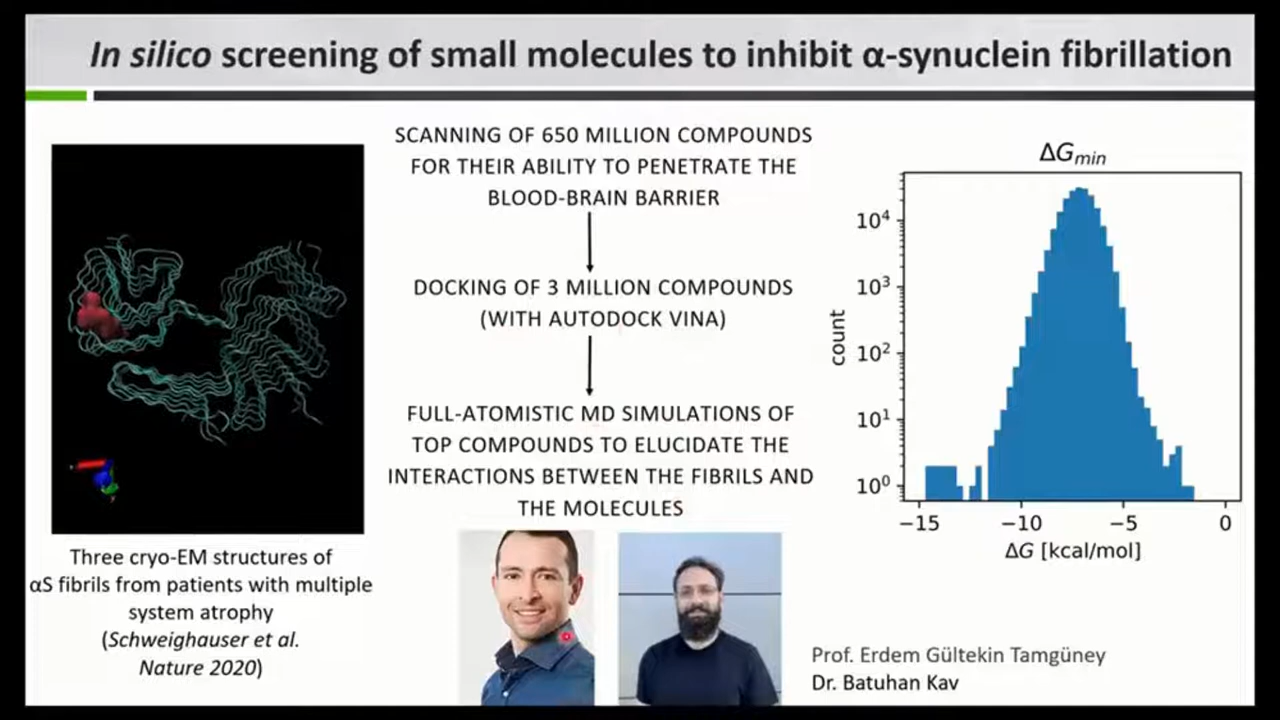 In silico screening of small molecules to inhibit α-synuclein fibrillation
SCANNING OF 650 MILLION COMPOUNDS
FOR THEIR ABILITY TO PENETRATE THE
BLOOD-BRAIN BARRIER
DOCKING OF 3 MILLION COMPOUNDS
(WITH AUTODOCK VINA)
FULL-ATOMISTIC MD SIMULATIONS OF
TOP COMPOUNDS TO ELUCIDATE THE
INTERACTIONS BETWEEN THE FIBRILS AND
THE MOLECULES
Three cryo-EM structures of
αS fibrils from patients with multiple
system atrophy
(Schweighauser et al.
Nature 2020)
ΔGmin
count
10⁴
10³
10²
10¹
10⁰
−15 −10 −5 0
ΔG [kcal/mol]
Prof. Erdem Gültekin Tamgüney
Dr. Batuhan Kav